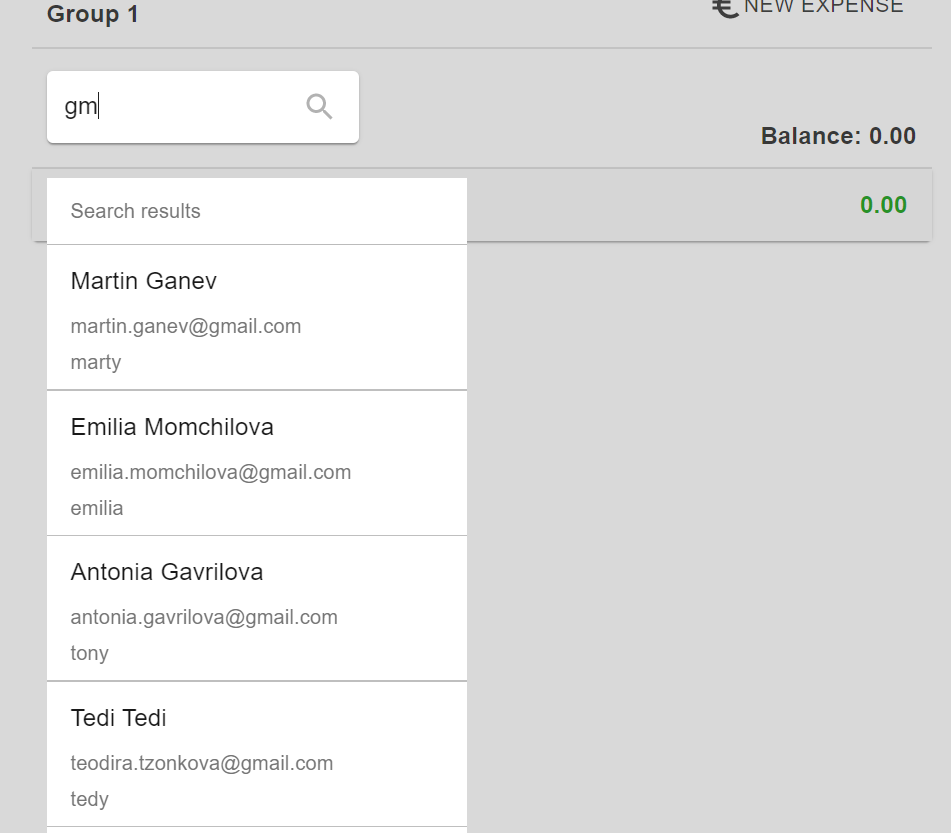 Group 1
NEW EXPENSE
gm
Balance: 0.00
0.00
Search results
Martin Ganev
martin.ganev@gmail.com
marty
Emilia Momchilova
emilia.momchilova@gmail.com
emilia
Antonia Gavrilova
antonia.gavrilova@gmail.com
tony
Tedi Tedi
teodira.tzonkova@gmail.com
tedy